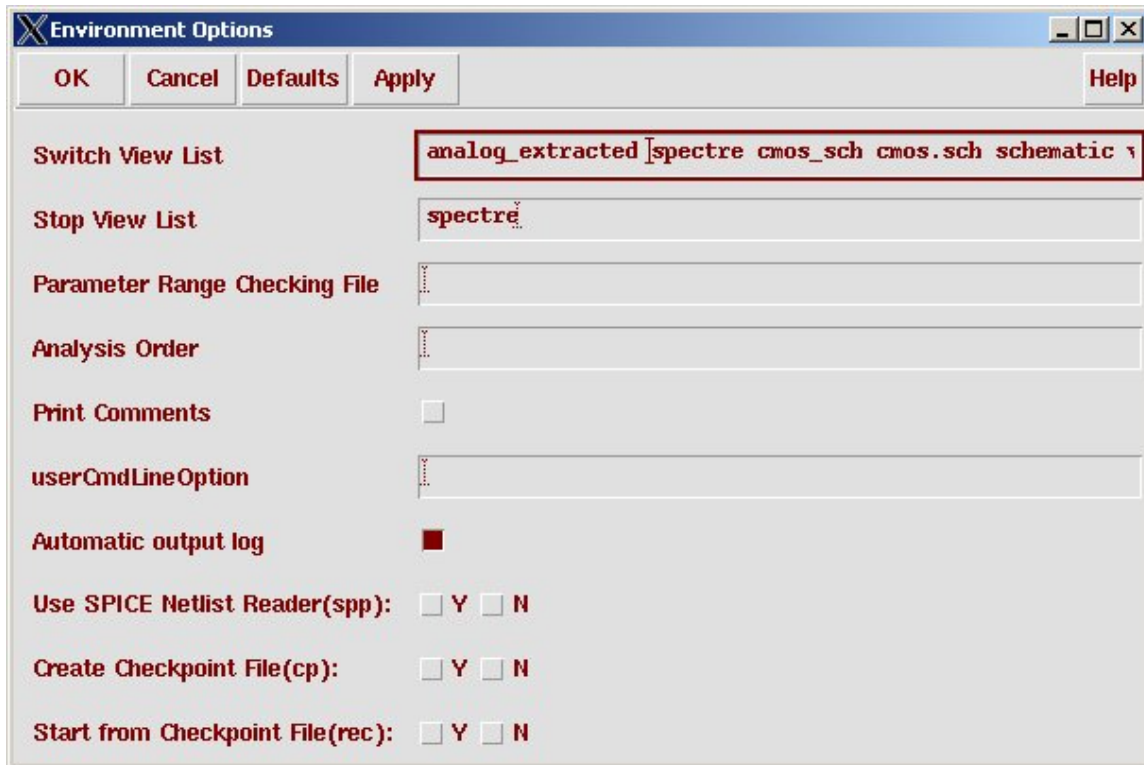 Environment Options
OK Cancel Defaults Apply Help
Switch View List analog_extracted spectre cmos_sch cmos.sch schematic
Stop View List spectre
Parameter Range Checking File
Analysis Order
Print Comments
userCmdLineOption
Automatic output log
Use SPICE Netlist Reader(spp): Y N
Create Checkpoint File(cp): Y N
Start from Checkpoint File(rec): Y N